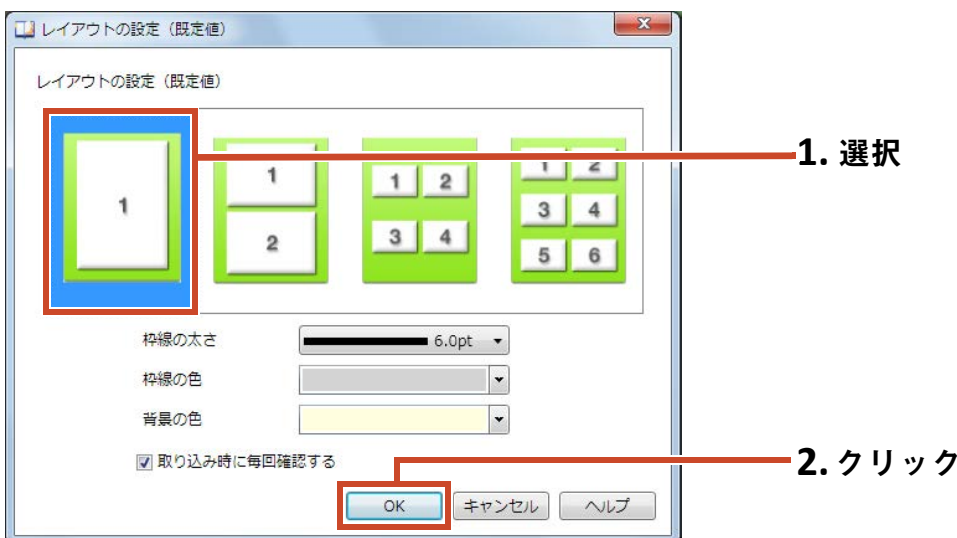 レイアウトの設定（既定値）
レイアウトの設定（既定値）
1
1
2
1 2
3 4
1 2
3 4
5 6
1. 選択
枠線の太さ 6.0pt
枠線の色
背景の色
取り込み時に毎回確認する
2. クリック
OK キャンセル ヘルプ